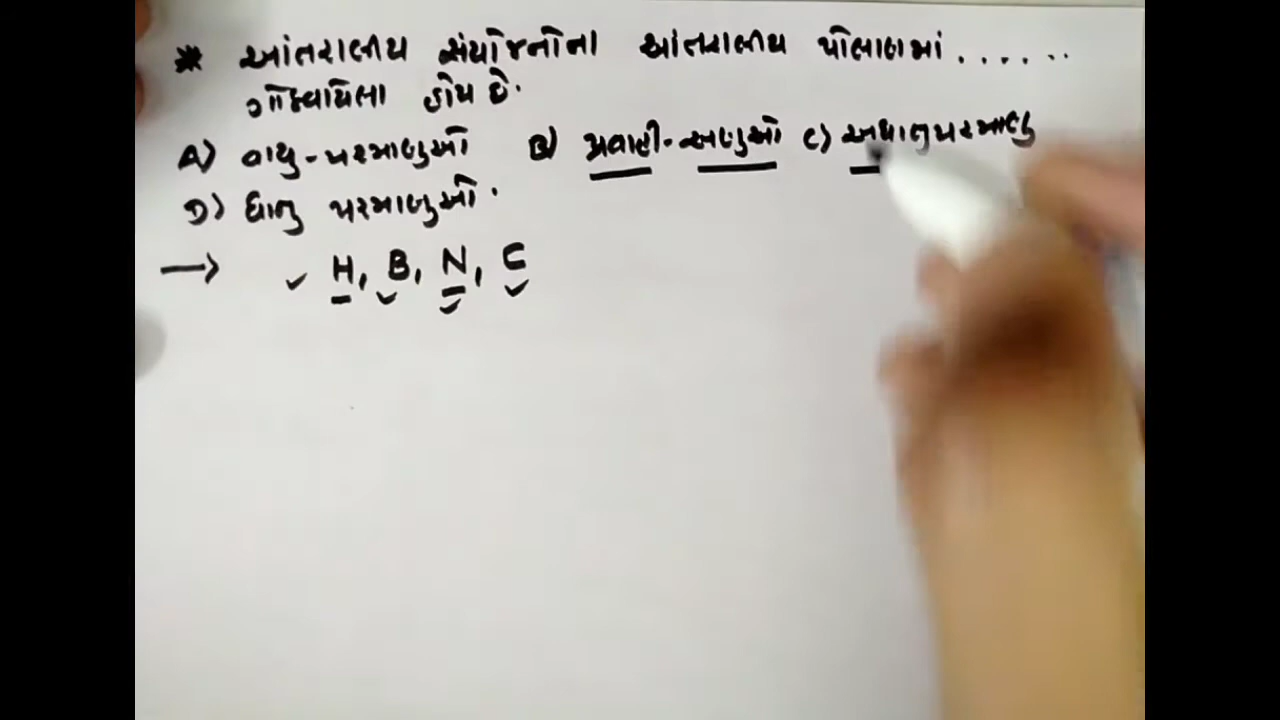 * આંતરાલીય સંયોજનોના આંતરાલીય પોલાણમાં ......
ગોઠવાયેલા હોય છે.
A) વાયુ-પરમાણુઓ B) પ્રવાહી-અણુઓ C) અધાતુ પરમાણુ
D) ધાતુ પરમાણુઓ.
→ ✓ H, B, N, C